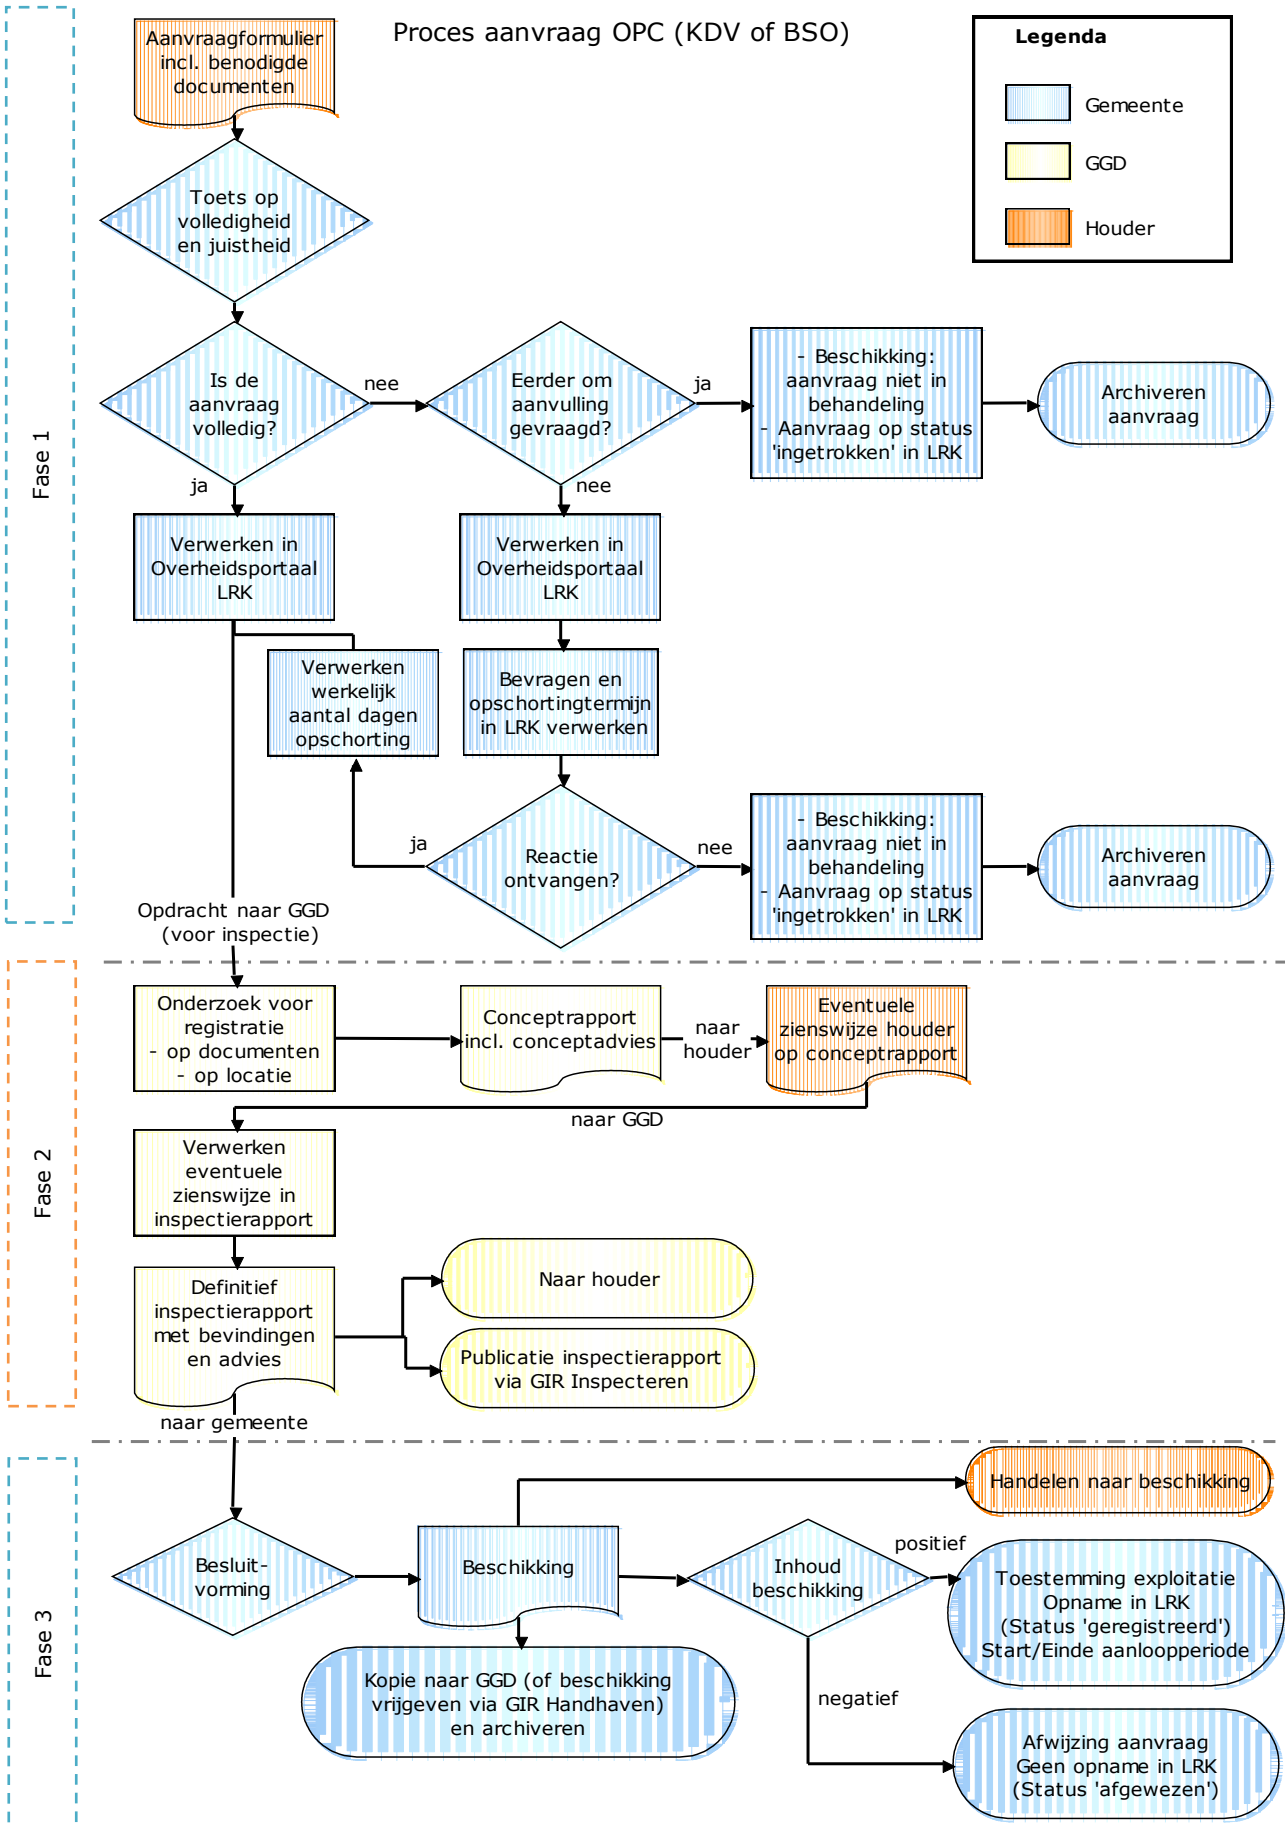 Proces aanvraag OPC (KDV of BSO)
Legenda
Gemeente
GGD
Houder
Fase 1
Aanvraagformulier
incl. benodigde
documenten
Toets op
volledigheid
en juistheid
Is de
aanvraag
volledig?
nee
Eerder om
aanvulling
gevraagd?
ja
- Beschikking:
aanvraag niet in
behandeling
- Aanvraag op status
'ingetrokken' in LRK
Archiveren
aanvraag
ja
nee
Verwerken in
Overheidsportaal
LRK
Verwerken in
Overheidsportaal
LRK
Verwerken
werkelijk
aantal dagen
opschorting
Bevragen en
opschortingtermijn
in LRK verwerken
ja
Reactie
ontvangen?
nee
- Beschikking:
aanvraag niet in
behandeling
- Aanvraag op status
'ingetrokken' in LRK
Archiveren
aanvraag
Opdracht naar GGD
(voor inspectie)
Fase 2
Onderzoek voor
registratie
- op documenten
- op locatie
Conceptrapport
incl. conceptadvies
naar
houder
Eventuele
zienswijze houder
op conceptrapport
naar GGD
Verwerken
eventuele
zienswijze in
inspectierapport
Definitief
inspectierapport
met bevindingen
en advies
Naar houder
Publicatie inspectierapport
via GIR Inspecteren
naar gemeente
Fase 3
Handelen naar beschikking
Besluit-
vorming
Beschikking
Inhoud
beschikking
positief
Toestemming exploitatie
Opname in LRK
(Status 'geregistreerd')
Start/Einde aanloopperiode
Kopie naar GGD (of beschikking
vrijgeven via GIR Handhaven)
en archiveren
negatief
Afwijzing aanvraag
Geen opname in LRK
(Status 'afgewezen')